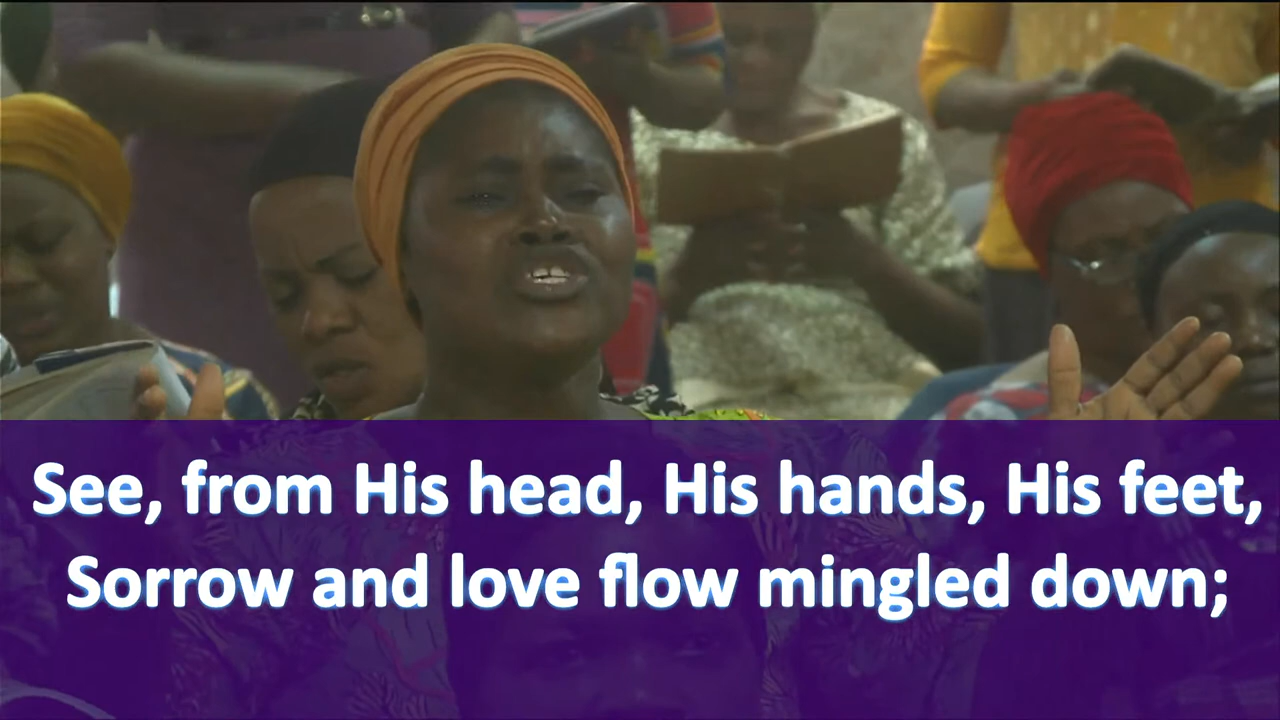 See, from His head, His hands, His feet,
Sorrow and love flow mingled down;